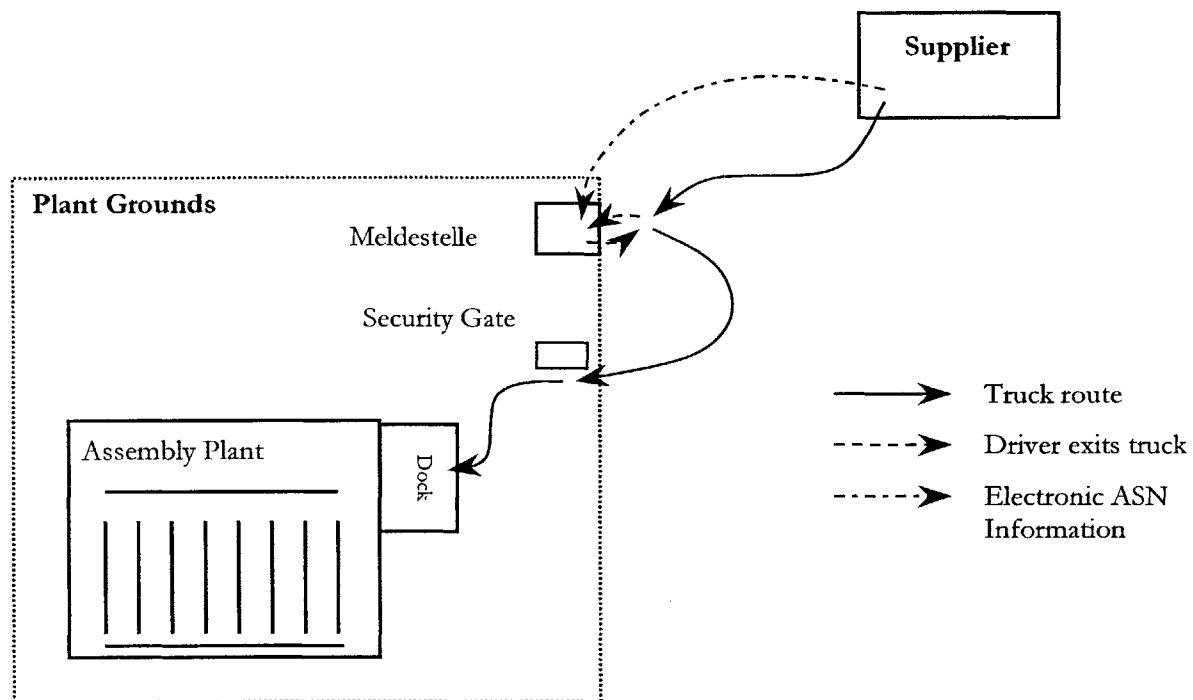 Supplier
Plant Grounds
Meldestelle
Security Gate
Assembly Plant
Dock
Truck route
Driver exits truck
Electronic ASN
Information